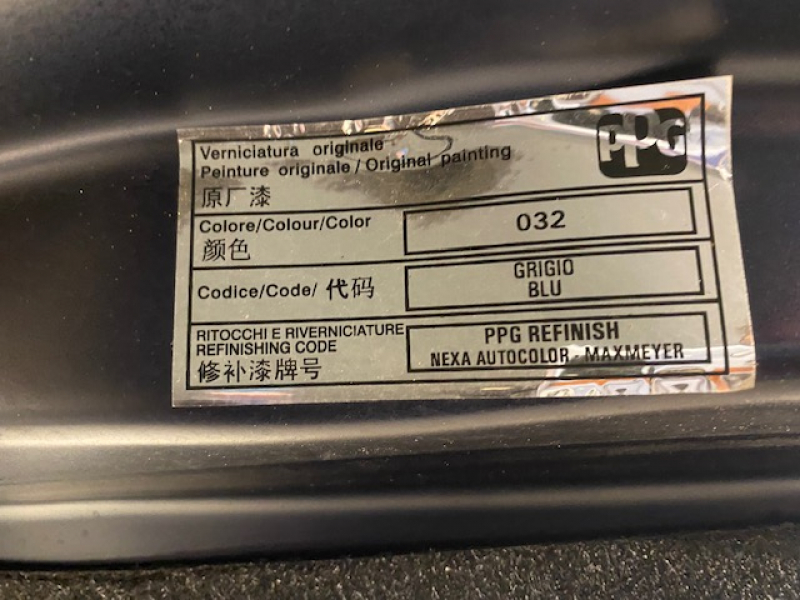 Verniciatura originale
Peinture originale / Original painting
PPG
原厂漆
Colore/Colour/Color
颜色
032
Codice/Code/ 代码
GRIGIO
BLU
RITOCCHI E RIVERNICIATURE
REFINISHING CODE
修补漆牌号
PPG REFINISH
NEXA AUTOCOLOR - MAXMEYER